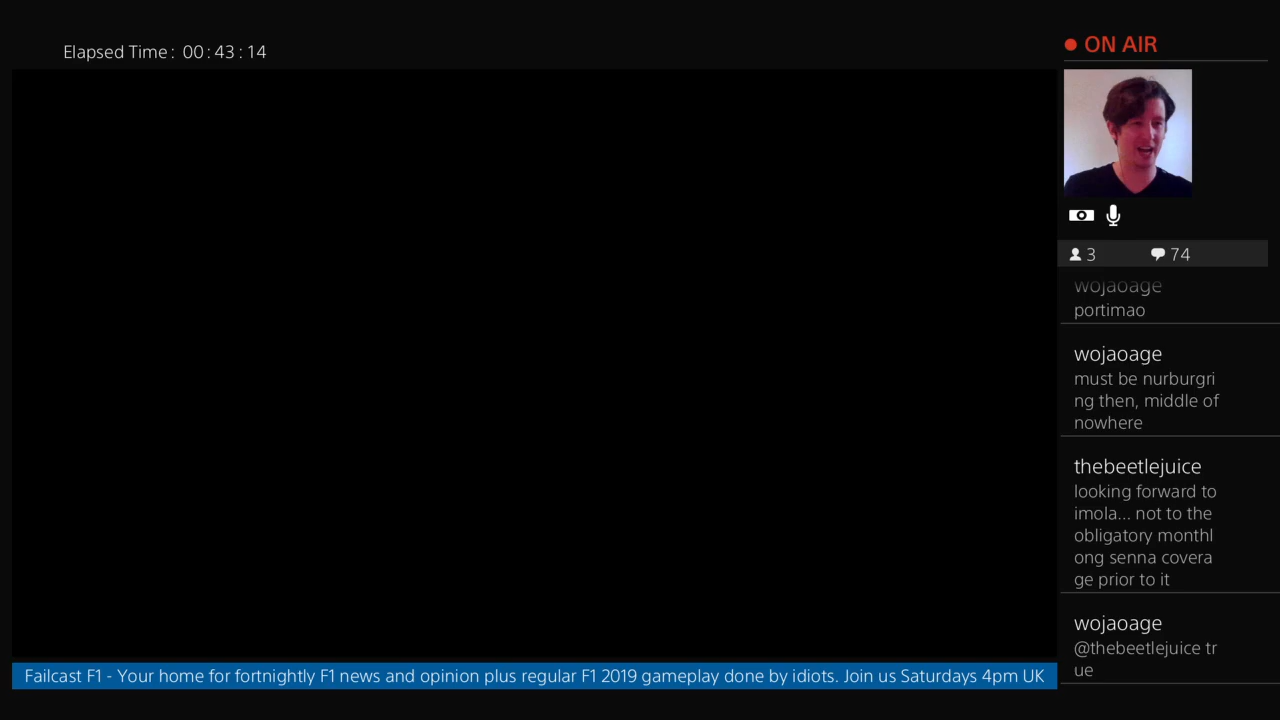 Elapsed Time: 00:43:14
ON AIR
3 74
wojaoage
portimao
wojaoage
must be nurburgri
ng then, middle of
nowhere
thebeetlejuice
looking forward to
imola... not to the
obligatory monthl
ong senna covera
ge prior to it
wojaoage
@thebeetlejuice tr
ue
Failcast F1 - Your home for fortnightly F1 news and opinion plus regular F1 2019 gameplay done by idiots. Join us Saturdays 4pm UK